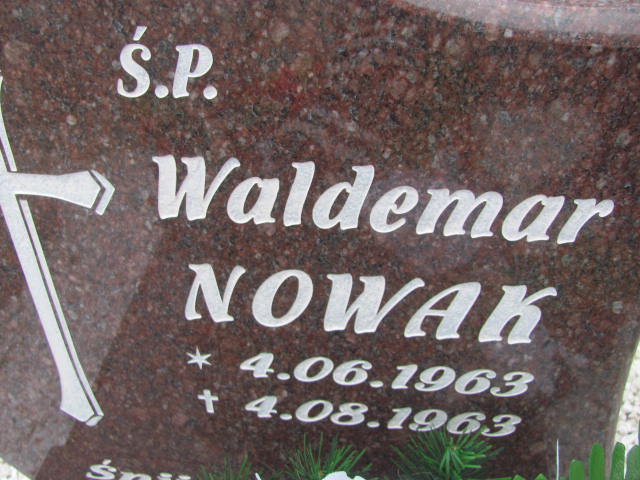 Ś.P.
Waldemar
NOWAK
* 4.06.1963
† 4.08.1963